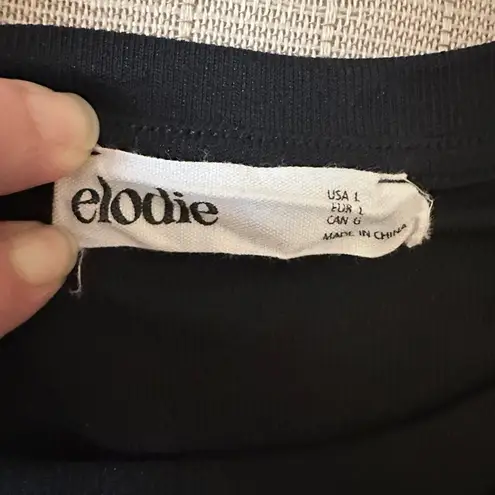 elodie
USA L
EUR L
CAN G
MADE IN CHINA